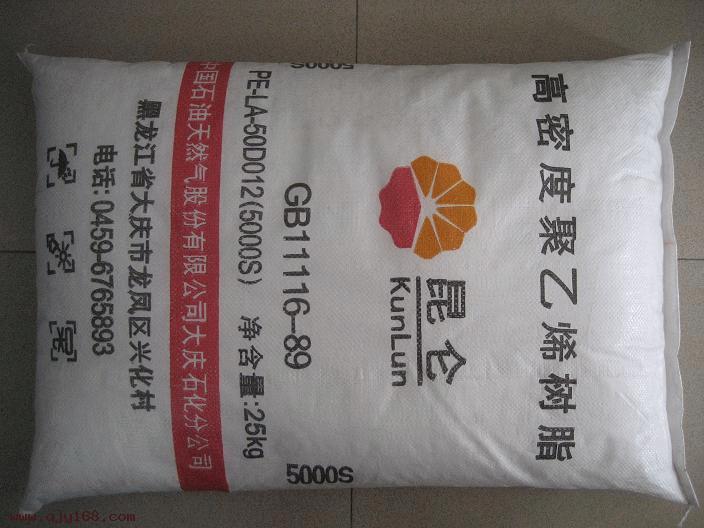 高密度聚乙烯树脂
昆仑
KunLun
GB11116-89
5000S
5000S
PE-LA-50D012(5000S) 净含量:25kg
中国石油天然气股份有限公司大庆石化分公司
黑龙江省大庆市龙凤区兴化村
电话:0459-6765893
www.qjy168.com